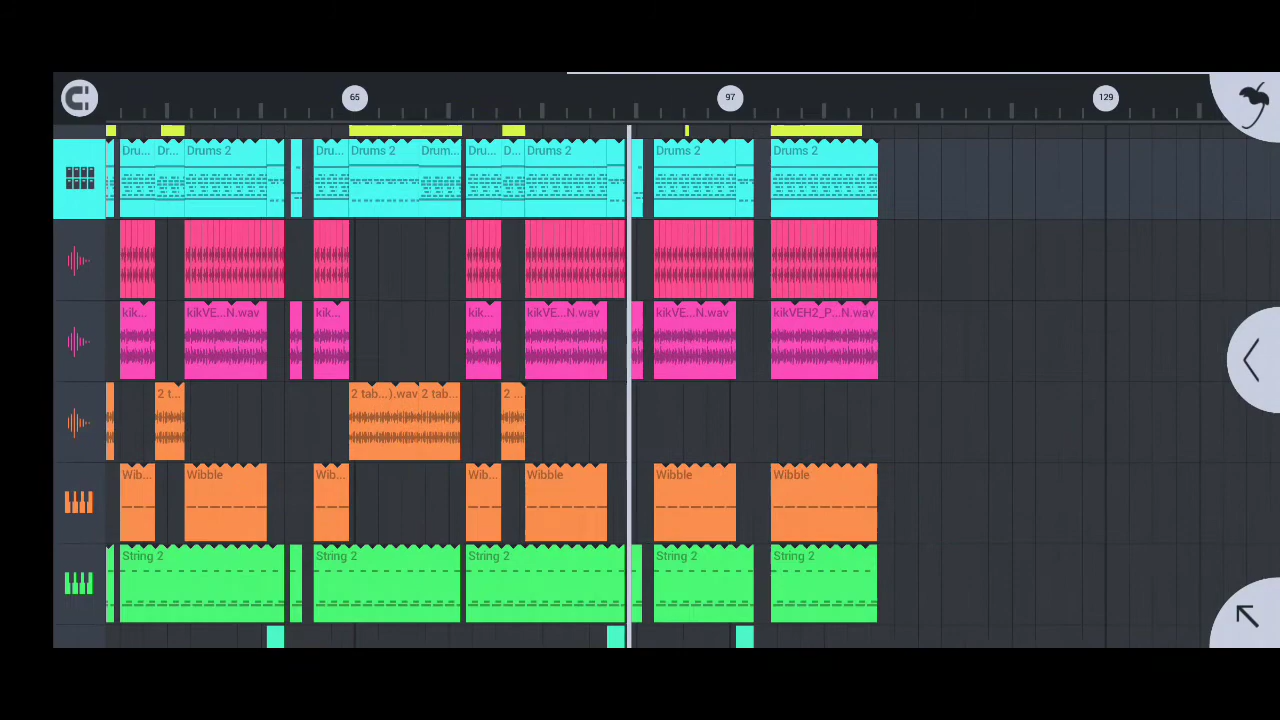 65 97 129
Dru... Dr... Drums 2 Dru... Drums 2 Drum... Dru... D... Drums 2 Drums 2 Drums 2
kik... kikVE...N.wav kik... kik... kikVE...N.wav kikVE...N.wav kikVEH2_P...N.wav
2 t... 2 tab...).wav 2 tab... 2 ...
Wib... Wibble Wib... Wib... Wibble Wibble Wibble
String 2 String 2 String 2 String 2 String 2